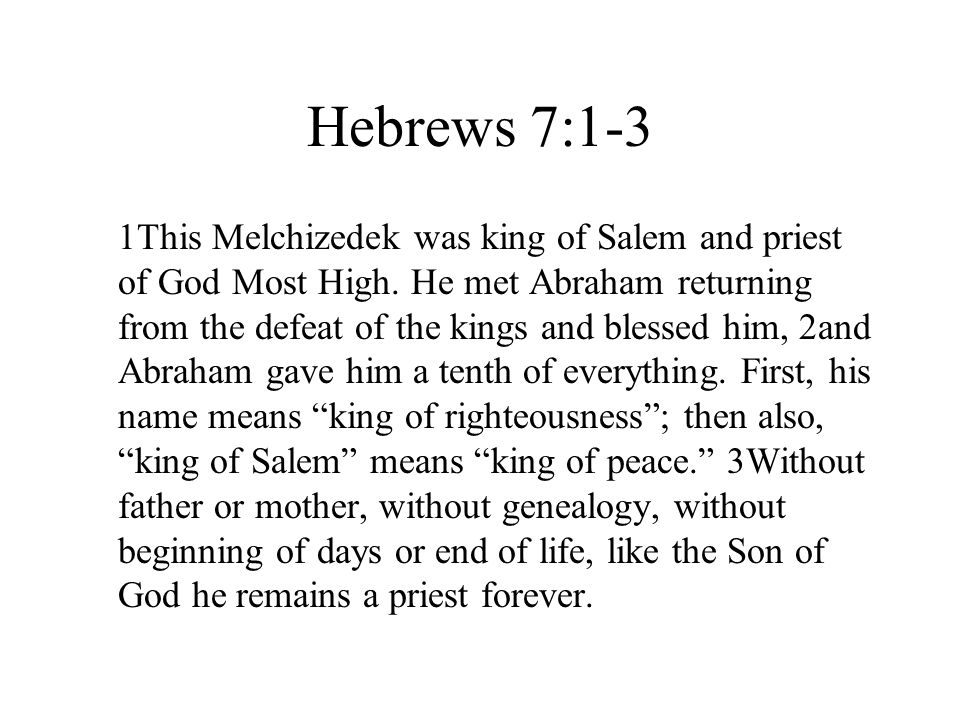 Hebrews 7:1-3
1This Melchizedek was king of Salem and priest
of God Most High. He met Abraham returning
from the defeat of the kings and blessed him, 2and
Abraham gave him a tenth of everything. First, his
name means “king of righteousness”; then also,
“king of Salem” means “king of peace.” 3Without
father or mother, without genealogy, without
beginning of days or end of life, like the Son of
God he remains a priest forever.